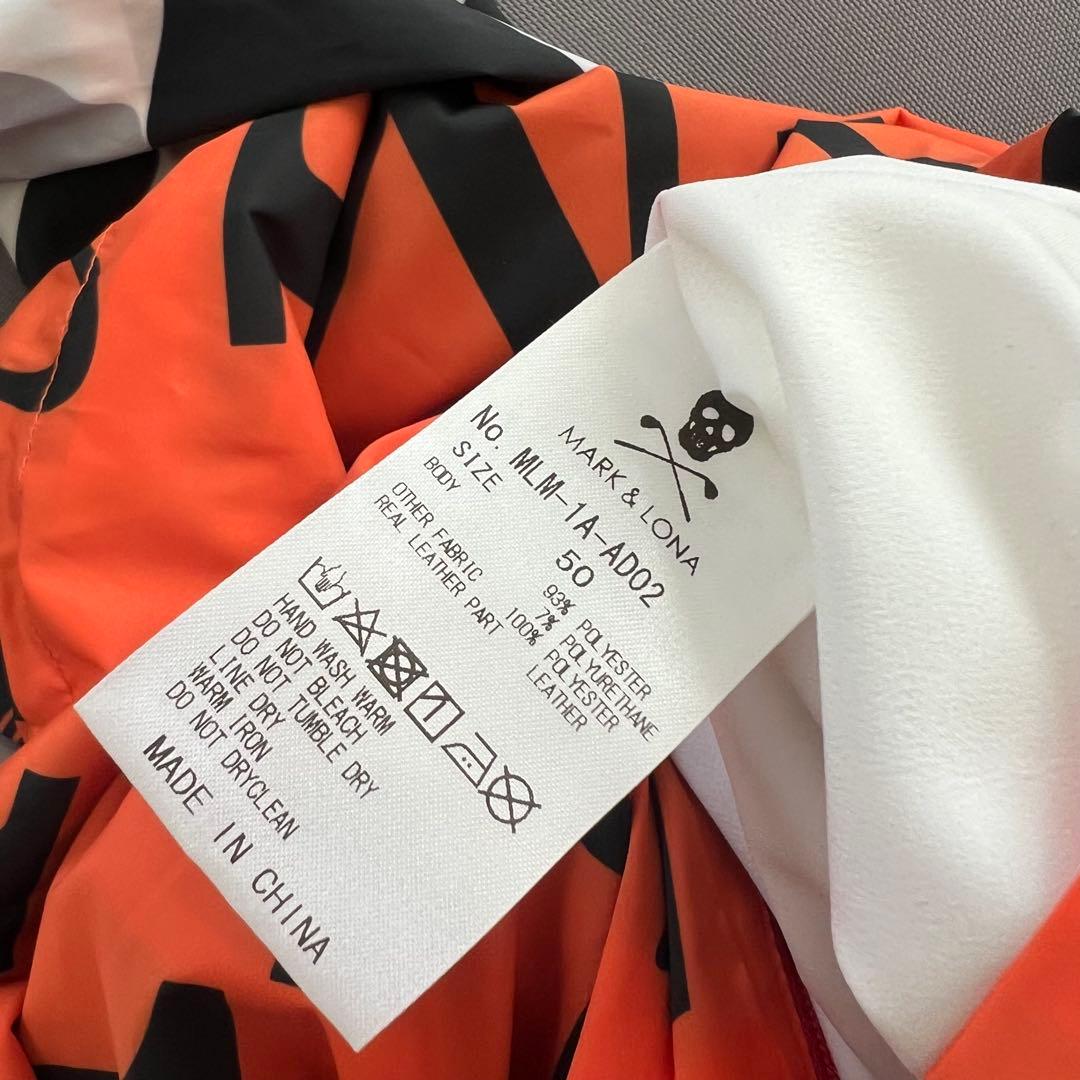 MARK & LONA
No. MLM-1A-AD02
SIZE 50
BODY 93% POLYESTER
7% POLYURETHANE
OTHER FABRIC 100% POLYESTER
REAL LEATHER PART LEATHER
HAND WASH WARM
DO NOT BLEACH
DO NOT TUMBLE DRY
LINE DRY
WARM IRON
DO NOT DRYCLEAN
MADE IN CHINA